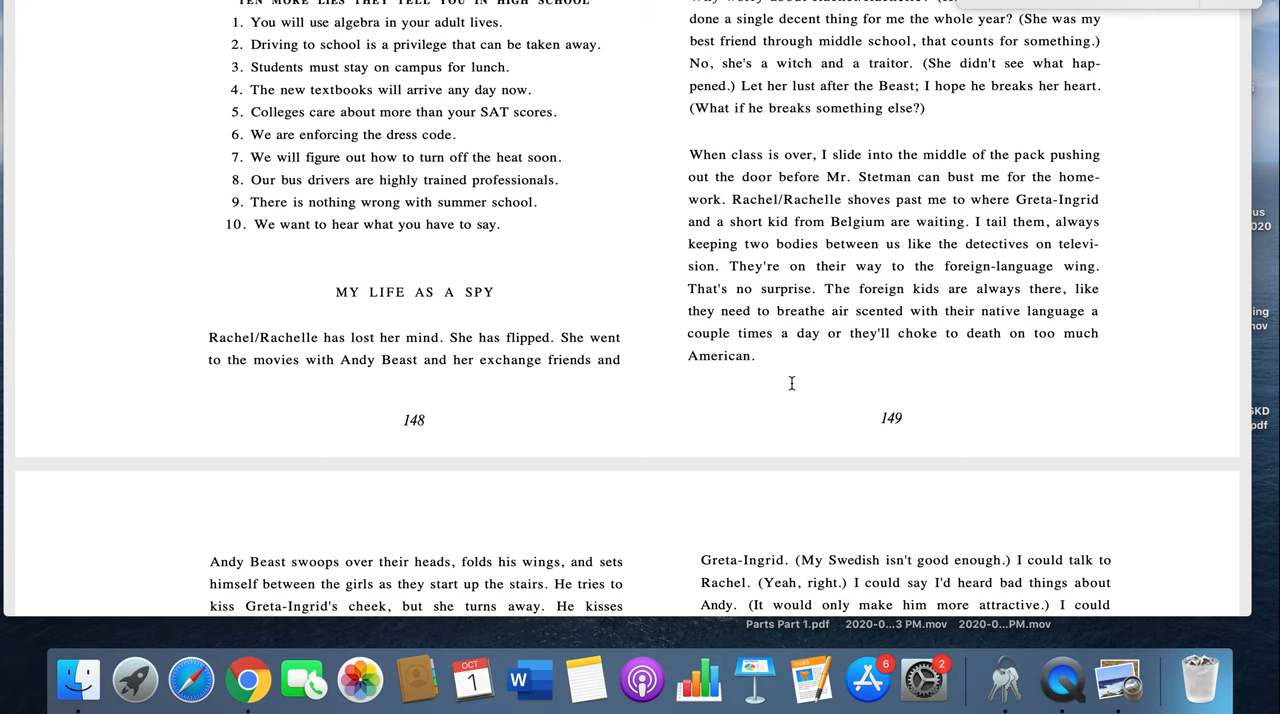 TEN MORE LIES THEY TELL YOU IN HIGH SCHOOL
1. You will use algebra in your adult lives.
2. Driving to school is a privilege that can be taken away.
3. Students must stay on campus for lunch.
4. The new textbooks will arrive any day now.
5. Colleges care about more than your SAT scores.
6. We are enforcing the dress code.
7. We will figure out how to turn off the heat soon.
8. Our bus drivers are highly trained professionals.
9. There is nothing wrong with summer school.
10. We want to hear what you have to say.
MY LIFE AS A SPY
Rachel/Rachelle has lost her mind. She has flipped. She went
to the movies with Andy Beast and her exchange friends and
148
Why worry about Rachel/Rachelle?
done a single decent thing for me the whole year? (She was my
best friend through middle school, that counts for something.)
No, she's a witch and a traitor. (She didn't see what hap-
pened.) Let her lust after the Beast; I hope he breaks her heart.
(What if he breaks something else?)
When class is over, I slide into the middle of the pack pushing
out the door before Mr. Stetman can bust me for the home-
work. Rachel/Rachelle shoves past me to where Greta-Ingrid
and a short kid from Belgium are waiting. I tail them, always
keeping two bodies between us like the detectives on televi-
sion. They're on their way to the foreign-language wing.
That's no surprise. The foreign kids are always there, like
they need to breathe air scented with their native language a
couple times a day or they'll choke to death on too much
American.
149
Andy Beast swoops over their heads, folds his wings, and sets
himself between the girls as they start up the stairs. He tries to
kiss Greta-Ingrid's cheek, but she turns away. He kisses
Greta-Ingrid. (My Swedish isn't good enough.) I could talk to
Rachel. (Yeah, right.) I could say I'd heard bad things about
Andy. (It would only make him more attractive.) I could
us
020
ing
mov
GKD
pdf
Parts Part 1.pdf
2020-0...3 PM.mov
2020-0...PM.mov
OCT
1
W
6
2